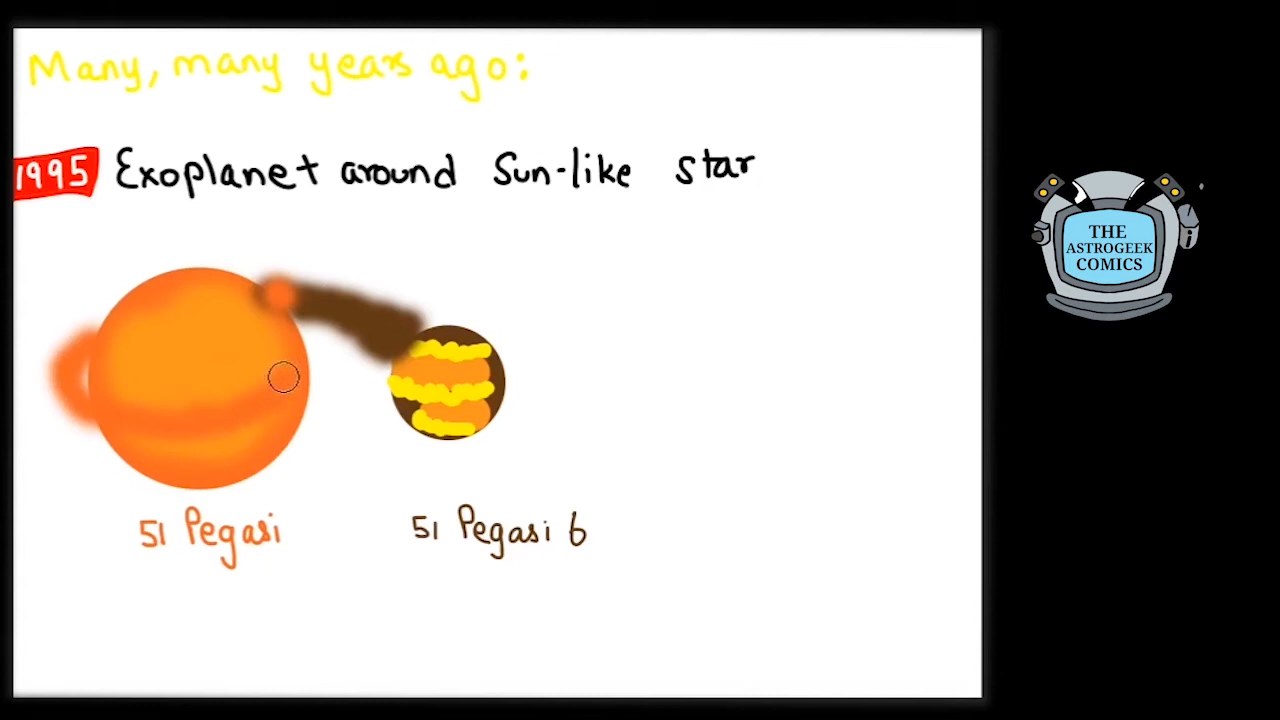 Many, many years ago:
1995 Exoplanet around Sun-like star
THE
ASTROGEEK
COMICS
51 Pegasi
51 Pegasi b